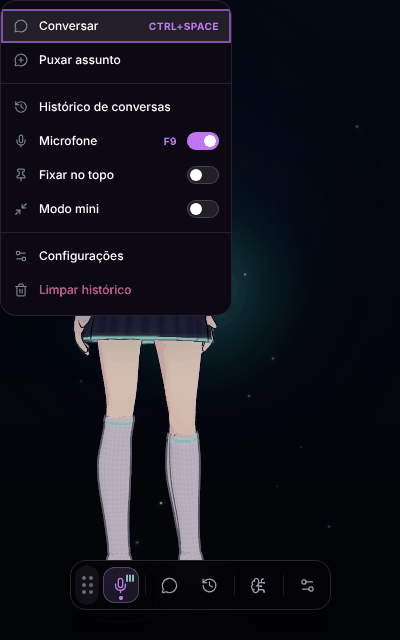 Conversar CTRL+SPACE
Puxar assunto
Histórico de conversas
Microfone F9
Fixar no topo
Modo mini
Configurações
Limpar histórico